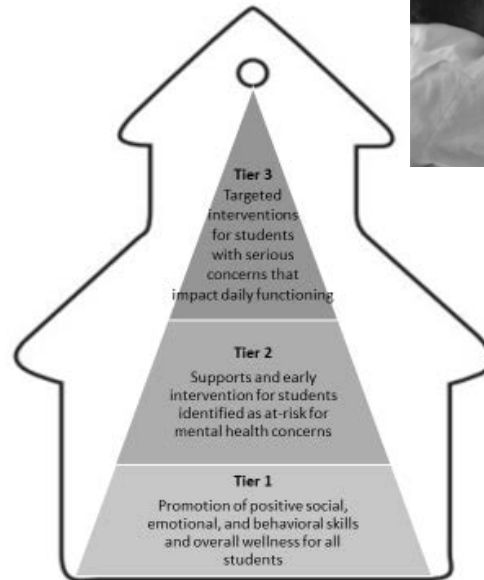 Tier 3
Targeted
interventions
for students
with serious
concerns that
impact daily functioning
Tier 2
Supports and early
intervention for students
identified as at-risk for
mental health concerns
Tier 1
Promotion of positive social,
emotional, and behavioral skills
and overall wellness for all
students